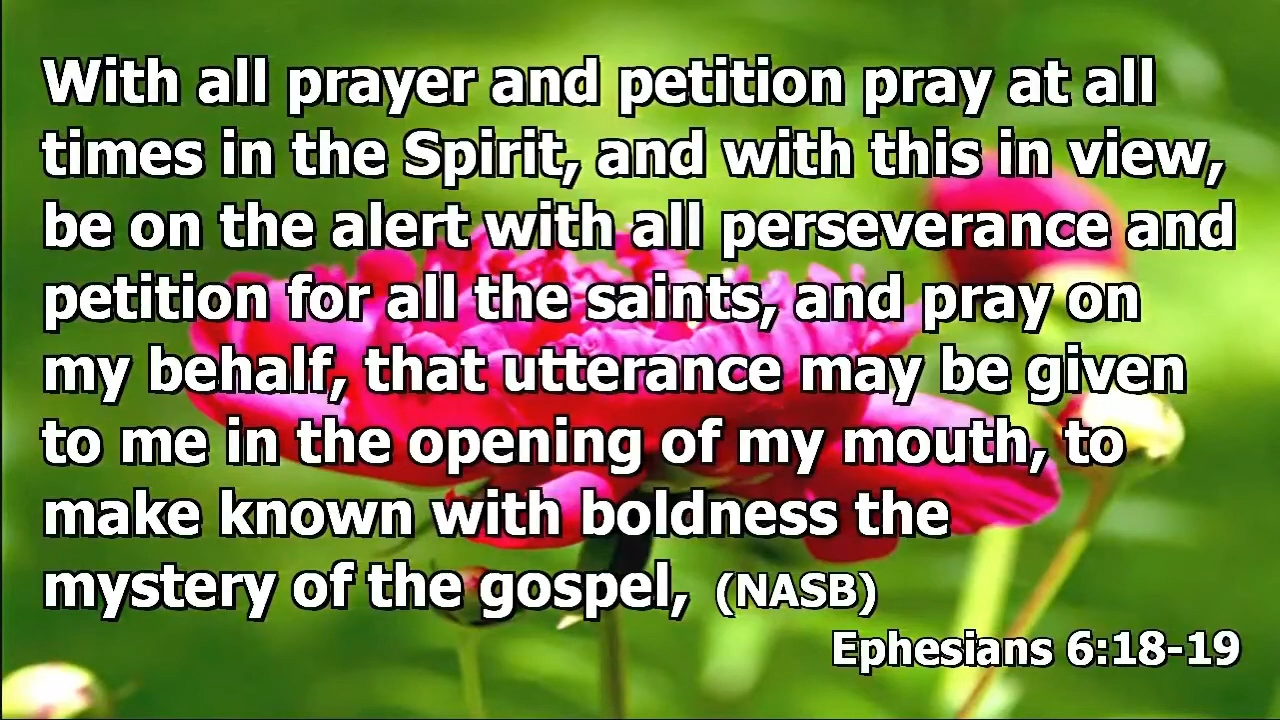 With all prayer and petition pray at all
times in the Spirit, and with this in view,
be on the alert with all perseverance and
petition for all the saints, and pray on
my behalf, that utterance may be given
to me in the opening of my mouth, to
make known with boldness the
mystery of the gospel, (NASB)
Ephesians 6:18-19